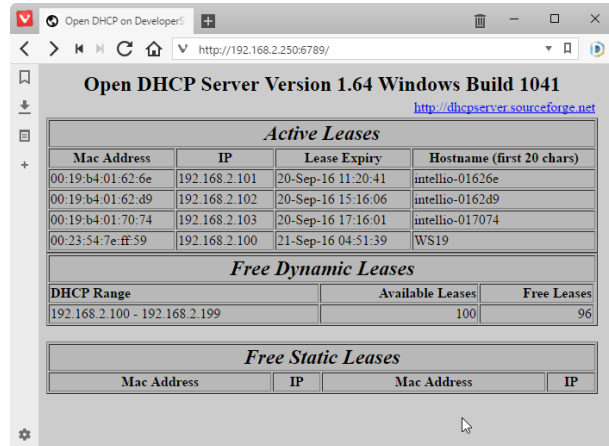 Open DHCP on DeveloperS
http://192.168.2.250:6789/
Open DHCP Server Version 1.64 Windows Build 1041
http://dhcpserver.sourceforge.net
Active Leases
Mac Address IP Lease Expiry Hostname (first 20 chars)
00:19:b4:01:62:6e 192.168.2.101 20-Sep-16 11:20:41 intellio-01626e
00:19:b4:01:62:d9 192.168.2.102 20-Sep-16 15:16:06 intellio-0162d9
00:19:b4:01:70:74 192.168.2.103 20-Sep-16 17:16:01 intellio-017074
00:23:54:7e:ff:59 192.168.2.100 21-Sep-16 04:51:39 WS19
Free Dynamic Leases
DHCP Range Available Leases Free Leases
192.168.2.100 - 192.168.2.199 100 96
Free Static Leases
Mac Address IP Mac Address IP